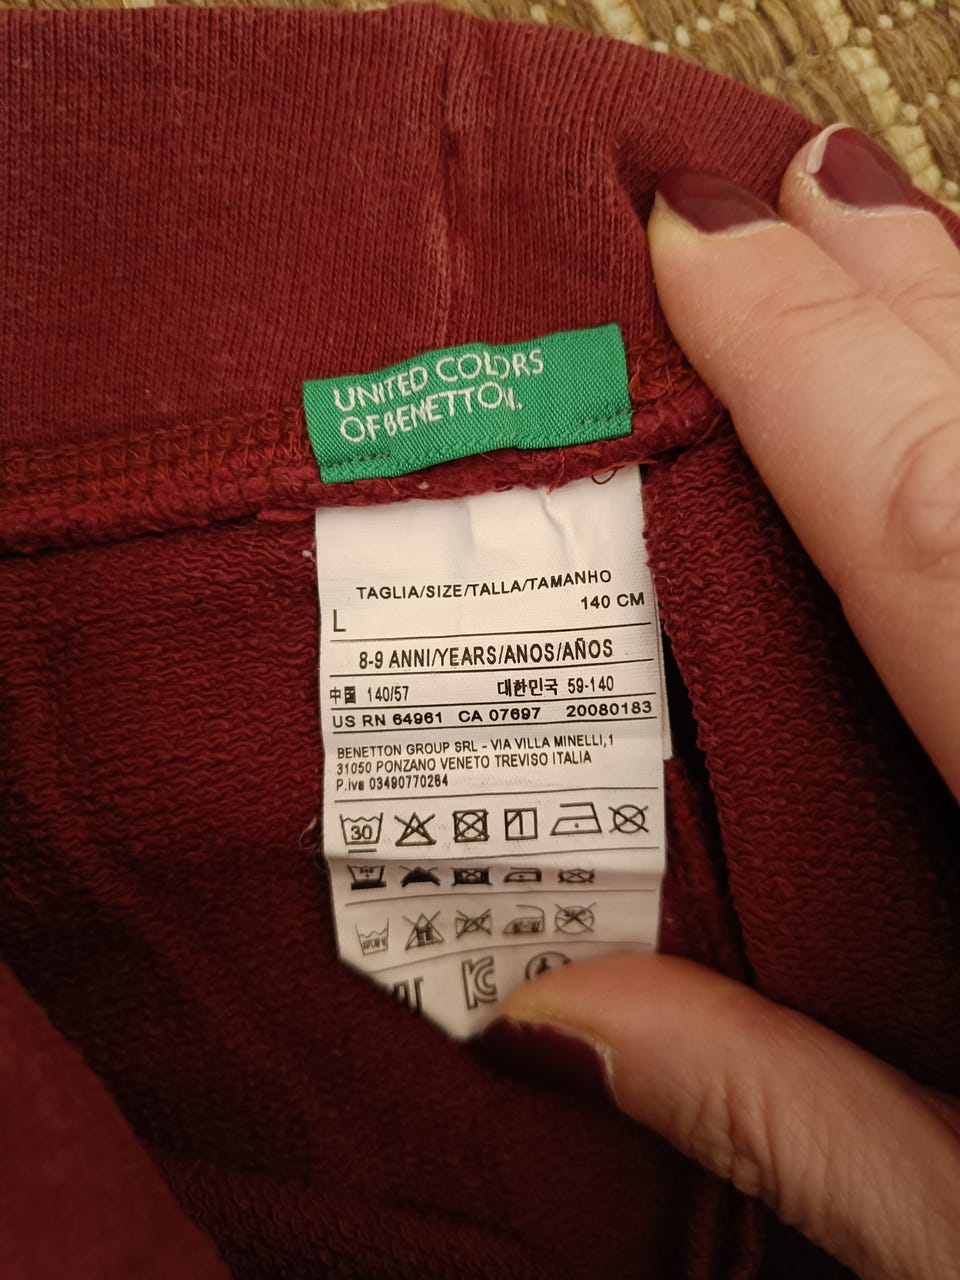 UNITED COLORS
OF BENETTON.
TAGLIA/SIZE/TALLA/TAMANHO
L 140 CM
8-9 ANNI/YEARS/ANOS/AÑOS
中国 140/57 대한민국 59-140
US RN 64961 CA 07697 20080183
BENETTON GROUP SRL - VIA VILLA MINELLI,1
31050 PONZANO VENETO TREVISO ITALIA
P.iva 03490770264
30